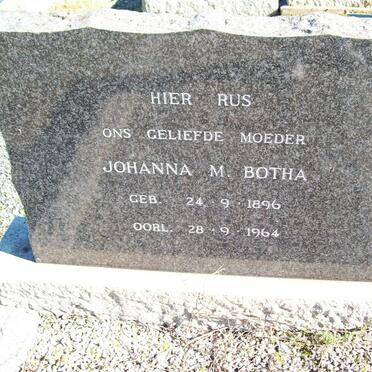 HIER RUS
ONS GELIEFDE MOEDER
JOHANNA M. BOTHA
GEB. 24 · 9 · 1896
OORL. 28 · 9 · 1964